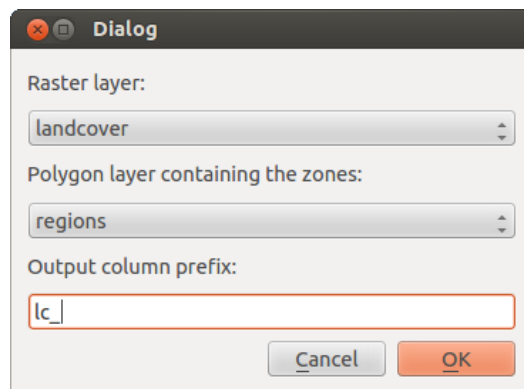 Dialog
Raster layer:
landcover
Polygon layer containing the zones:
regions
Output column prefix:
lc_
Cancel OK